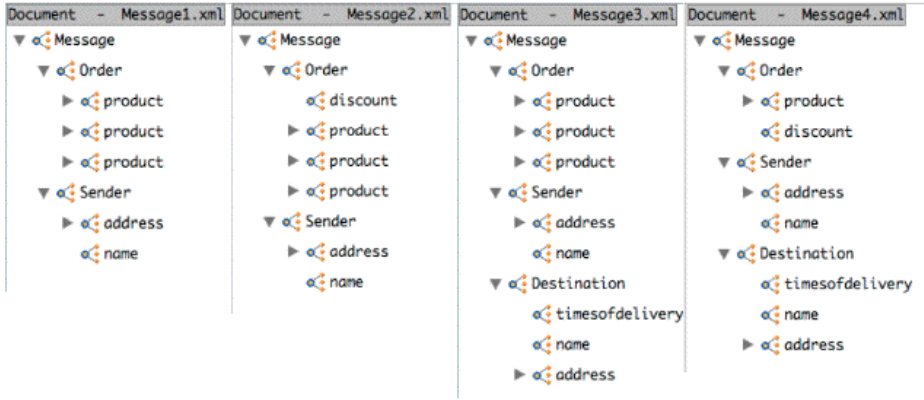 Document - Message1.xml
Message
Order
product
product
product
Sender
address
name
Document - Message2.xml
Message
Order
discount
product
product
product
Sender
address
name
Document - Message3.xml
Message
Order
product
product
product
Sender
address
name
Destination
timesofdelivery
name
address
Document - Message4.xml
Message
Order
product
discount
Sender
address
name
Destination
timesofdelivery
name
address